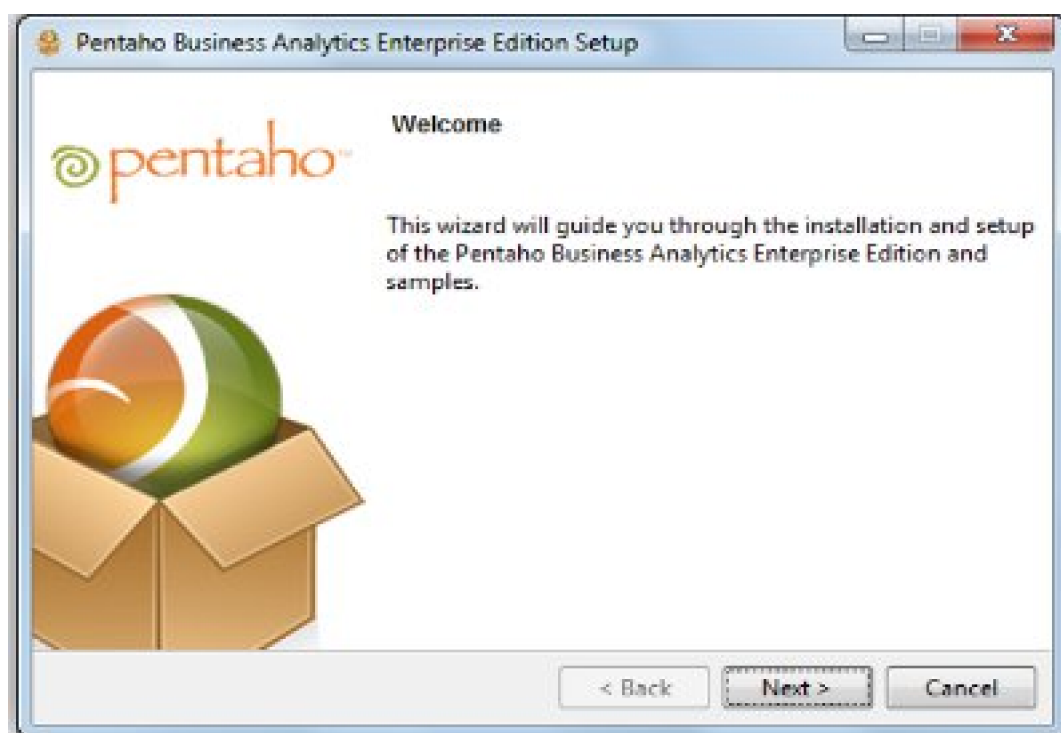 Pentaho Business Analytics Enterprise Edition Setup
pentaho™
Welcome
This wizard will guide you through the installation and setup
of the Pentaho Business Analytics Enterprise Edition and
samples.
< Back
Next >
Cancel